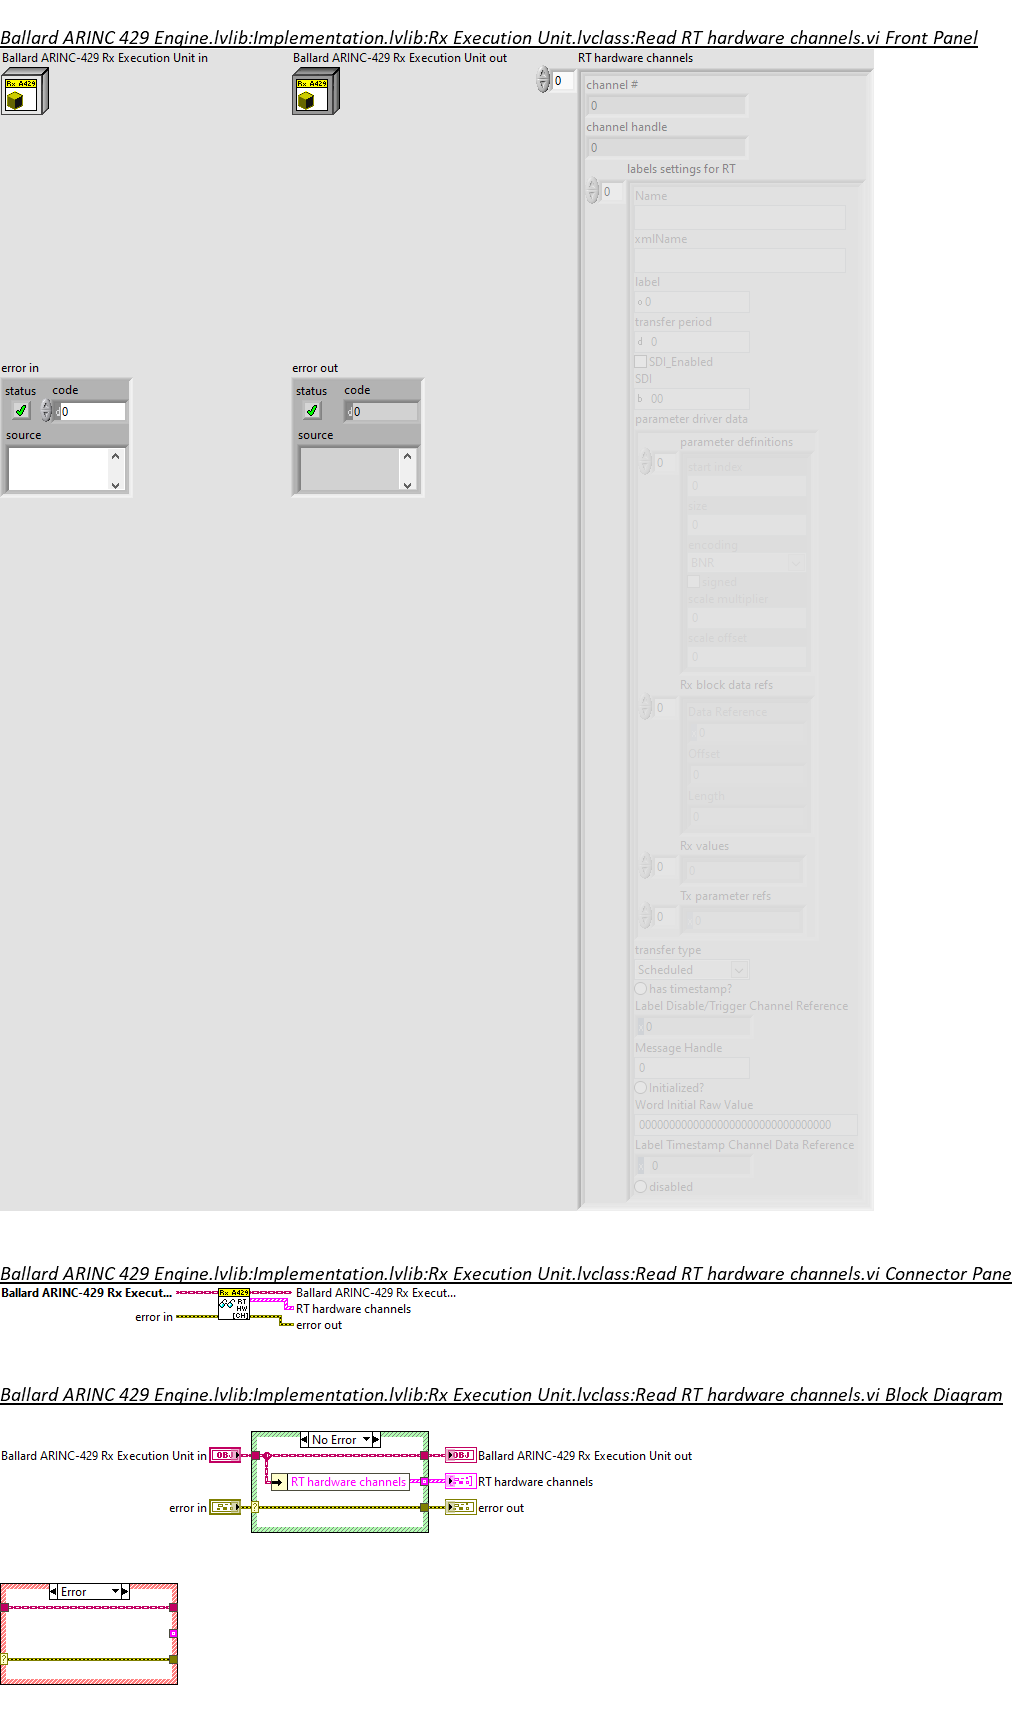 Ballard ARINC 429 Engine.lvlib:Implementation.lvlib:Rx Execution Unit.lvclass:Read RT hardware channels.vi Front Panel
Ballard ARINC-429 Rx Execution Unit in
Ballard ARINC-429 Rx Execution Unit out
RT hardware channels
Rx A429
Rx A429
0
channel #
0
channel handle
0
labels settings for RT
0
Name
xmlName
label
o 0
transfer period
d 0
SDI_Enabled
SDI
b 00
parameter driver data
parameter definitions
0
start index
0
size
0
encoding
BNR
signed
scale multiplier
0
scale offset
0
Rx block data refs
0
Data Reference
0
Offset
0
Length
0
Rx values
0
0
Tx parameter refs
0
0
transfer type
Scheduled
has timestamp?
Label Disable/Trigger Channel Reference
0
Message Handle
0
Initialized?
Word Initial Raw Value
00000000000000000000000000000000
Label Timestamp Channel Data Reference
0
disabled
error in
status code
d 0
source
error out
status code
d 0
source
Ballard ARINC 429 Engine.lvlib:Implementation.lvlib:Rx Execution Unit.lvclass:Read RT hardware channels.vi Connector Pane
Ballard ARINC-429 Rx Execut...
Rx A429
RT
HW
[CH]
Ballard ARINC-429 Rx Execut...
RT hardware channels
error in
error out
Ballard ARINC 429 Engine.lvlib:Implementation.lvlib:Rx Execution Unit.lvclass:Read RT hardware channels.vi Block Diagram
No Error
Ballard ARINC-429 Rx Execution Unit in
OBJ
OBJ
Ballard ARINC-429 Rx Execution Unit out
RT hardware channels
RT hardware channels
error in
?
error out
Error
?